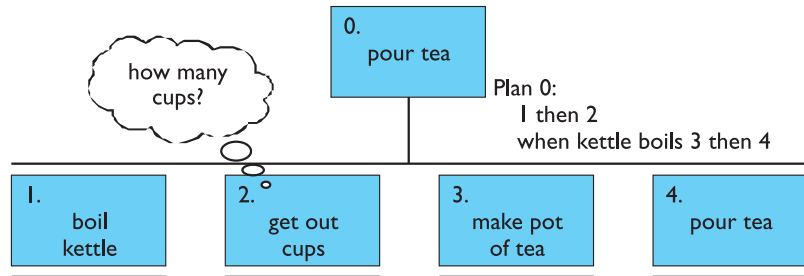 0.
pour tea
how many
cups?
Plan 0:
1 then 2
when kettle boils 3 then 4
1.
boil
kettle
2.
get out
cups
3.
make pot
of tea
4.
pour tea